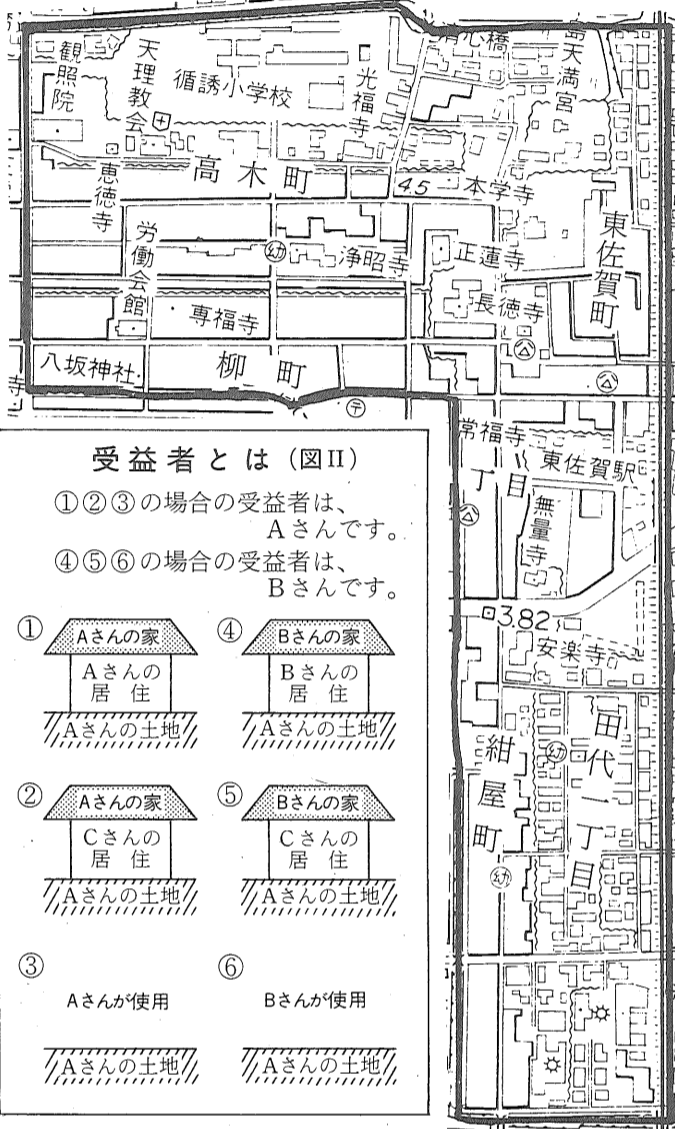 観照院
天理教会
循誘小学校
光福寺
天満宮
高木町
45
本学寺
恵徳寺
労働会館
幼
浄昭寺
正蓮寺
東佐賀町
長徳寺
専福寺
八坂神社
柳町
寺
常福寺
東佐賀駅
丁目
無量寺
3.82
安楽寺
田代一丁目
幼
紺屋町
幼
受益者とは(図II)
①②③の場合の受益者は、
Aさんです。
④⑤⑥の場合の受益者は、
Bさんです。
①
Aさんの家
Aさんの
居住
Aさんの土地
④
Bさんの家
Bさんの
居住
Aさんの土地
②
Aさんの家
Cさんの
居住
Aさんの土地
⑤
Bさんの家
Cさんの
居住
Aさんの土地
③
Aさんが使用
Aさんの土地
⑥
Bさんが使用
Aさんの土地